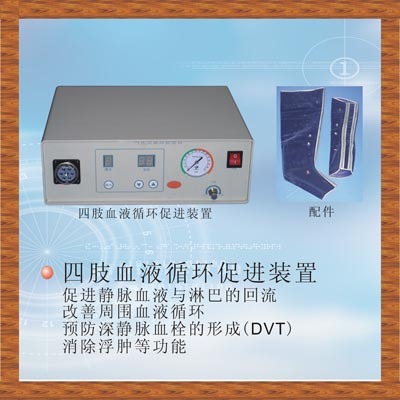 四肢血液循环促进装置
配件
四肢血液循环促进装置
促进静脉血液与淋巴的回流
改善周围血液循环
预防深静脉血栓的形成(DVT)
消除浮肿等功能